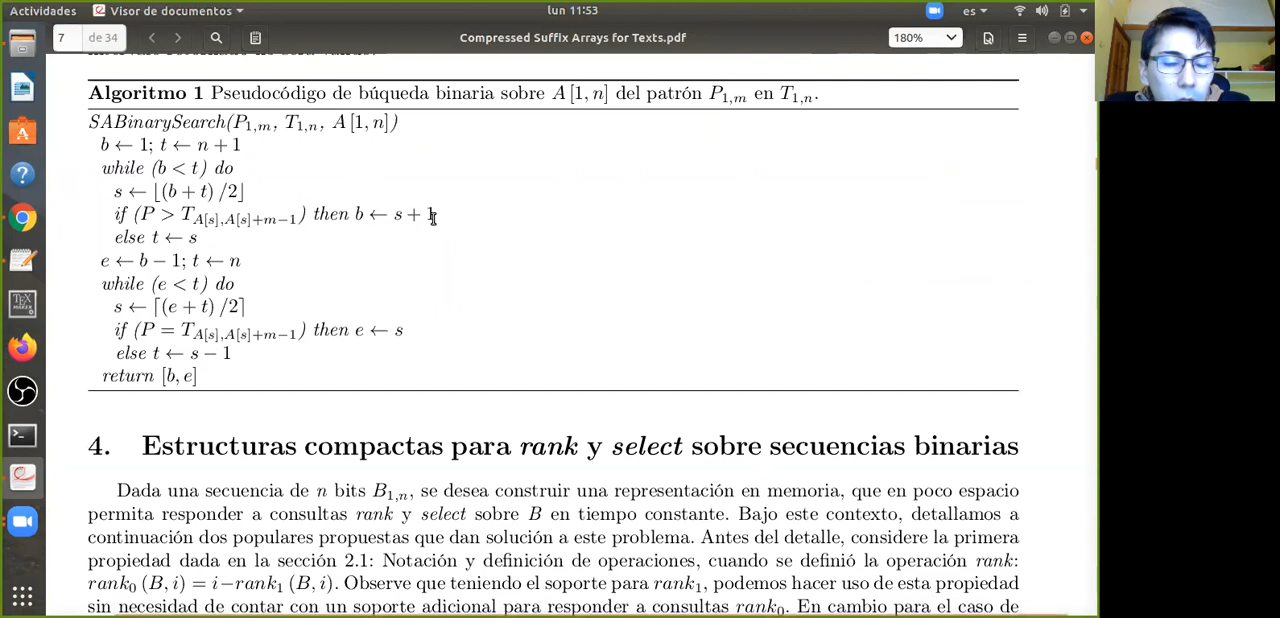 Actividades Visor de documentos lun 11:53 es
7 de 34 Compressed Suffix Arrays for Texts.pdf 180%
Algoritmo 1 Pseudocódigo de búqueda binaria sobre A [1, n] del patrón P1,m en T1,n.
SABinarySearch(P1,m, T1,n, A [1, n])
b ← 1; t ← n + 1
while (b < t) do
s ← ⌊(b + t) /2⌋
if (P > TA[s],A[s]+m−1) then b ← s + 1
else t ← s
e ← b − 1; t ← n
while (e < t) do
s ← ⌈(e + t) /2⌉
if (P = TA[s],A[s]+m−1) then e ← s
else t ← s − 1
return [b, e]
4. Estructuras compactas para rank y select sobre secuencias binarias
Dada una secuencia de n bits B1,n, se desea construir una representación en memoria, que en poco espacio
permita responder a consultas rank y select sobre B en tiempo constante. Bajo este contexto, detallamos a
continuación dos populares propuestas que dan solución a este problema. Antes del detalle, considere la primera
propiedad dada en la sección 2.1: Notación y definición de operaciones, cuando se definió la operación rank:
rank0 (B, i) = i−rank1 (B, i). Observe que teniendo el soporte para rank1, podemos hacer uso de esta propiedad
sin necesidad de contar con un soporte adicional para responder a consultas rank0. En cambio para el caso de